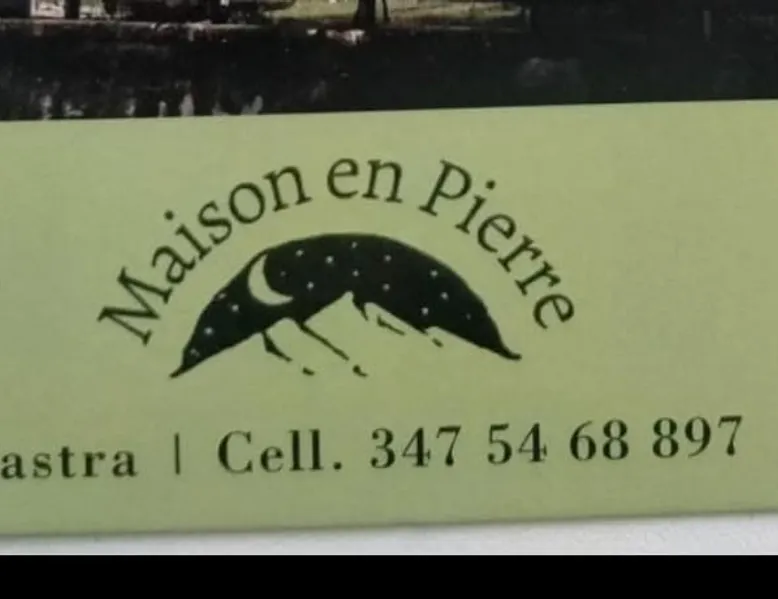 Maison en Pierre
astra | Cell. 347 54 68 897